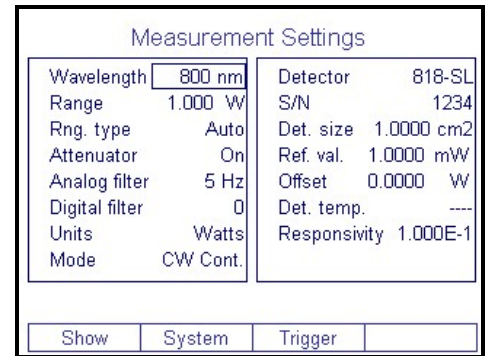 Measurement Settings
Wavelength 800 nm
Range 1.000 W
Rng. type Auto
Attenuator On
Analog filter 5 Hz
Digital filter 0
Units Watts
Mode CW Cont.
Detector 818-SL
S/N 1234
Det. size 1.0000 cm2
Ref. val. 1.0000 mW
Offset 0.0000 W
Det. temp. ----
Responsivity 1.000E-1
Show System Trigger